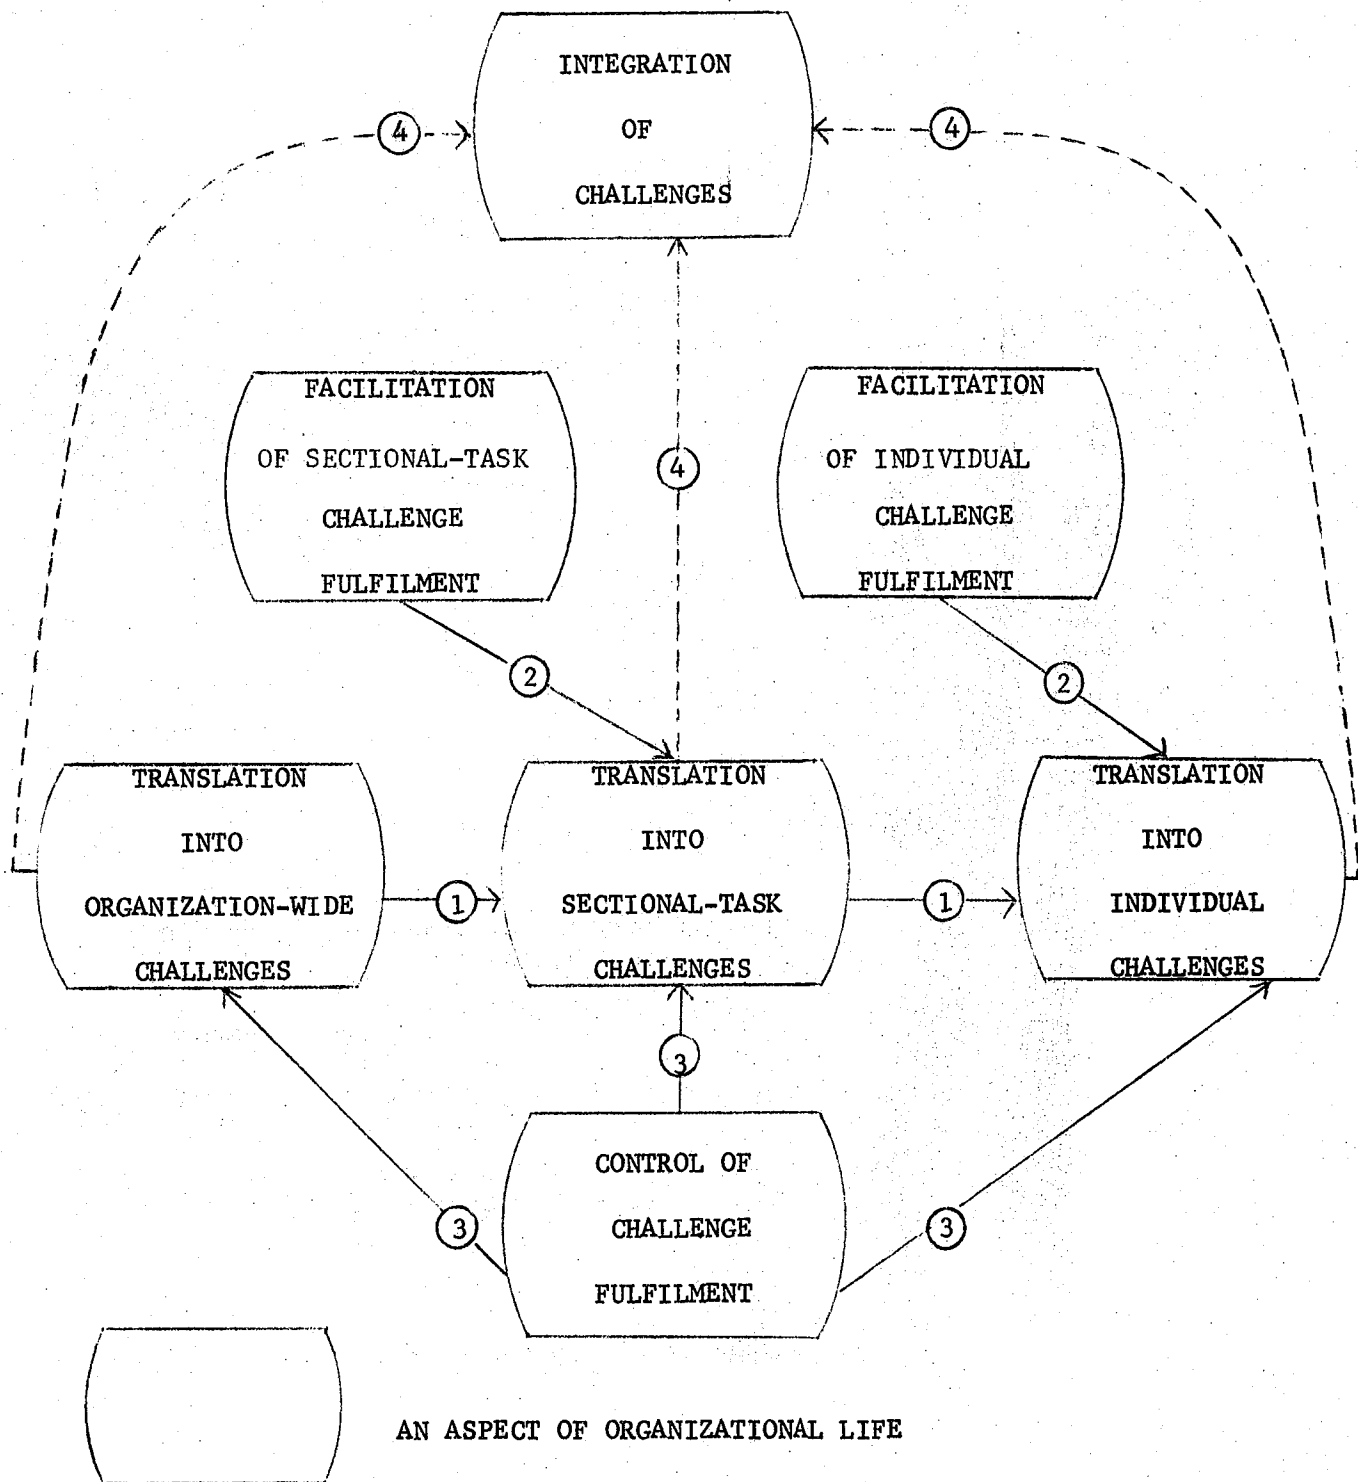 INTEGRATION
OF
CHALLENGES
4
4
FACILITATION
OF SECTIONAL-TASK
CHALLENGE
FULFILMENT
FACILITATION
OF INDIVIDUAL
CHALLENGE
FULFILMENT
4
2
2
TRANSLATION
INTO
ORGANIZATION-WIDE
CHALLENGES
1
TRANSLATION
INTO
SECTIONAL-TASK
CHALLENGES
1
TRANSLATION
INTO
INDIVIDUAL
CHALLENGES
3
3
3
CONTROL OF
CHALLENGE
FULFILMENT
AN ASPECT OF ORGANIZATIONAL LIFE